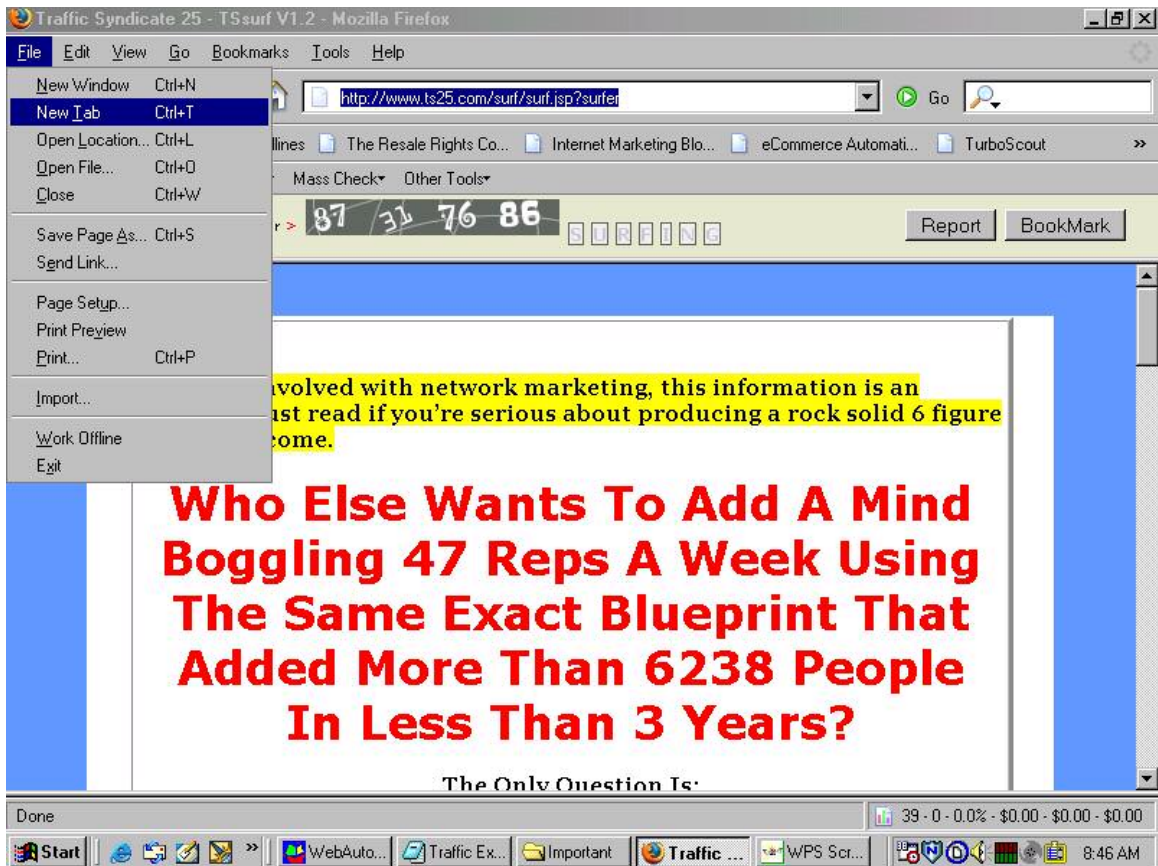 Traffic Syndicate 25 - TSsurf V1.2 - Mozilla Firefox
File Edit View Go Bookmarks Tools Help
New Window Ctrl+N
New Tab Ctrl+T
Open Location... Ctrl+L
Open File... Ctrl+O
Close Ctrl+W
Save Page As... Ctrl+S
Send Link...
Page Setup...
Print Preview
Print... Ctrl+P
Import...
Work Offline
Exit
http://www.ts25.com/surf/surf.jsp?surfer Go
The Resale Rights Co... Internet Marketing Blo... eCommerce Automati... TurboScout »
Mass Check Other Tools
r > 87 31 76 86 SURFING Report BookMark
with network marketing, this information is an
read if you're serious about producing a rock solid 6 figure
Who Else Wants To Add A Mind
Boggling 47 Reps A Week Using
The Same Exact Blueprint That
Added More Than 6238 People
In Less Than 3 Years?
The Only Question Is:
Done 39 - 0 - 0.0% - $0.00 - $0.00 - $0.00
Start » WebAuto... Traffic Ex... Important Traffic ... WPS Scr... 8:46 AM